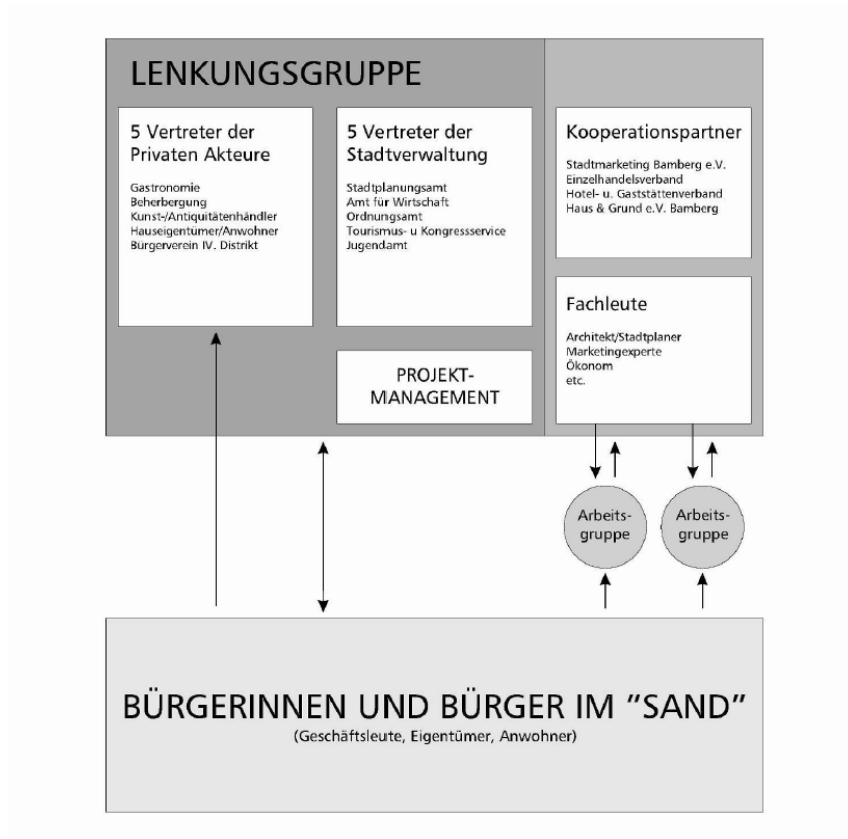 LENKUNGSGRUPPE
5 Vertreter der
Privaten Akteure
Gastronomie
Beherbergung
Kunst-/Antiquitätenhändler
Hauseigentümer/Anwohner
Bürgerverein IV. Distrikt
5 Vertreter der
Stadtverwaltung
Stadtplanungsamt
Amt für Wirtschaft
Ordnungsamt
Tourismus- u Kongressservice
Jugendamt
PROJEKT-
MANAGEMENT
Kooperationspartner
Stadtmarketing Bamberg e.V.
Einzelhandelsverband
Hotel- u. Gaststättenverband
Haus & Grund e.V. Bamberg
Fachleute
Architekt/Stadtplaner
Marketingexperte
Ökonom
etc.
Arbeits-
gruppe
Arbeits-
gruppe
BÜRGERINNEN UND BÜRGER IM "SAND"
(Geschäftsleute, Eigentümer, Anwohner)